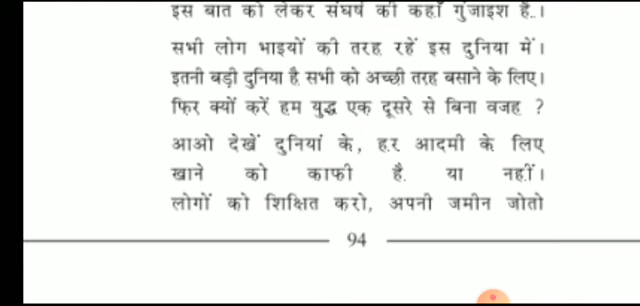 इस बात को लेकर संघर्ष की कहाँ गुंजाइश है.।
सभी लोग भाइयों की तरह रहें इस दुनिया में।
इतनी बड़ी दुनिया है सभी को अच्छी तरह बसाने के लिए।
फिर क्यों करें हम युद्ध एक दूसरे से बिना वजह ?
आओ देखें दुनियां के, हर आदमी के लिए
खाने को काफी है या नहीं।
लोगों को शिक्षित करो, अपनी जमीन जोतो
94